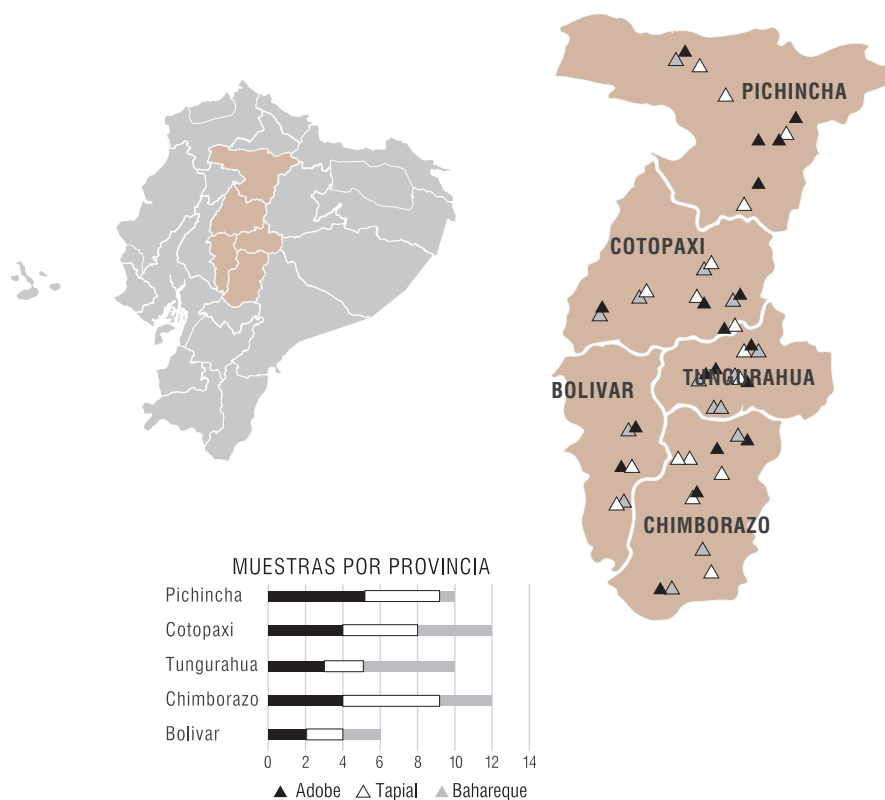 PICHINCHA
COTOPAXI
TUNGURAHUA
BOLIVAR
CHIMBORAZO
MUESTRAS POR PROVINCIA
Pichincha
Cotopaxi
Tungurahua
Chimborazo
Bolivar
0 2 4 6 8 10 12 14
Adobe Tapial Bahareque